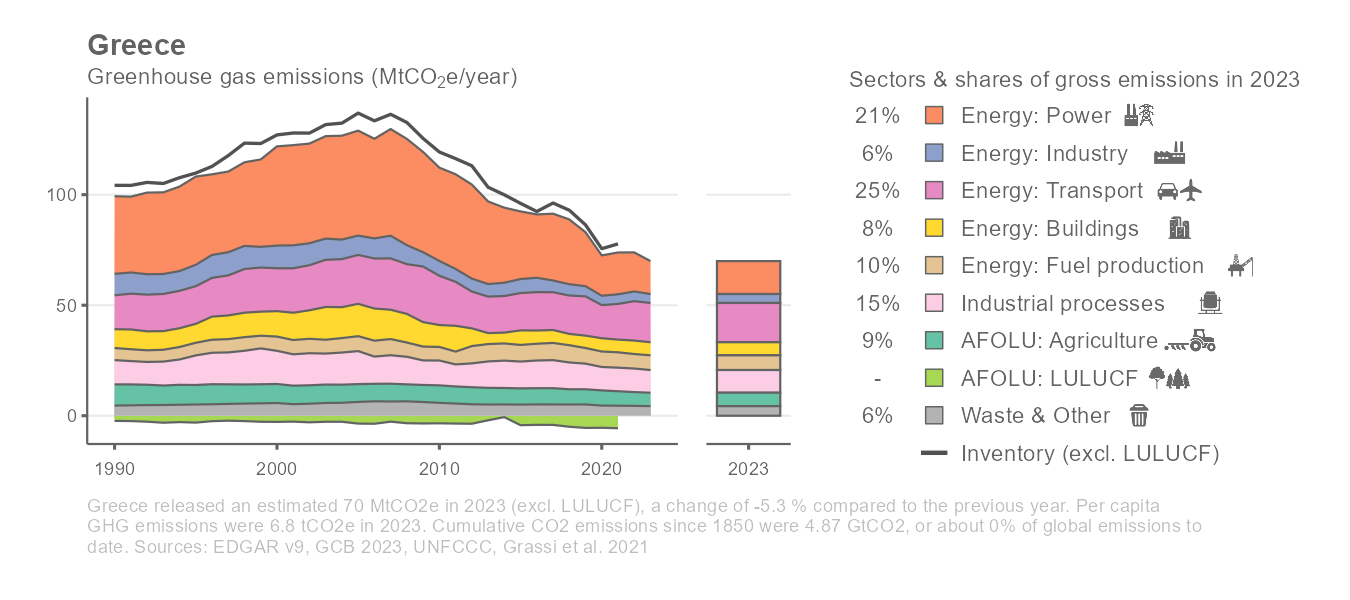 Greece
Greenhouse gas emissions (MtCO₂e/year)
100
50
0
1990
2000
2010
2020
2023
Sectors & shares of gross emissions in 2023
21% Energy: Power
6% Energy: Industry
25% Energy: Transport
8% Energy: Buildings
10% Energy: Fuel production
15% Industrial processes
9% AFOLU: Agriculture
- AFOLU: LULUCF
6% Waste & Other
Inventory (excl. LULUCF)
Greece released an estimated 70 MtCO2e in 2023 (excl. LULUCF), a change of -5.3 % compared to the previous year. Per capita
GHG emissions were 6.8 tCO2e in 2023. Cumulative CO2 emissions since 1850 were 4.87 GtCO2, or about 0% of global emissions to
date. Sources: EDGAR v9, GCB 2023, UNFCCC, Grassi et al. 2021